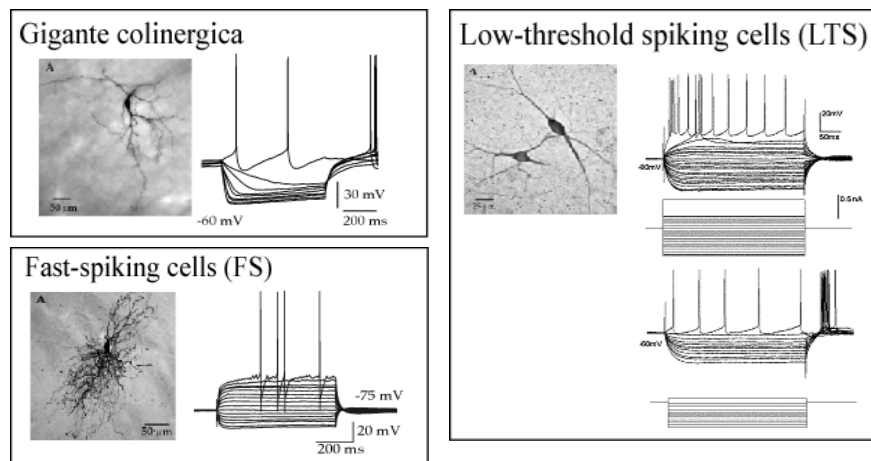 Gigante colinergica
A
50 µm
-60 mV
30 mV
200 ms
Fast-spiking cells (FS)
A
50 µm
-75 mV
20 mV
200 ms
Low-threshold spiking cells (LTS)
A
20mV
50ms
-80mV
0.5nA
-60mV